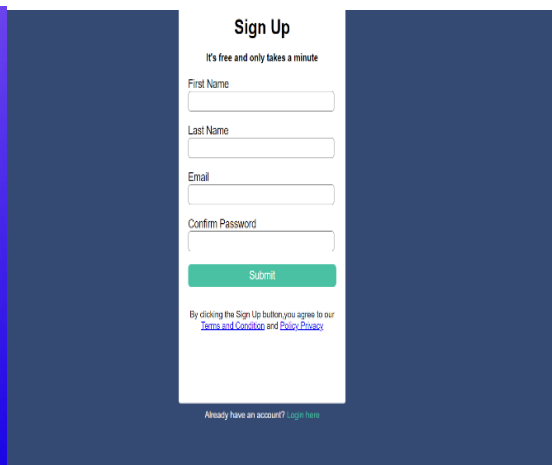 Sign Up
It's free and only takes a minute
First Name
Last Name
Email
Confirm Password
Submit
By clicking the Sign Up button,you agree to our
Terms and Condition and Policy Privacy
Already have an account? Login here